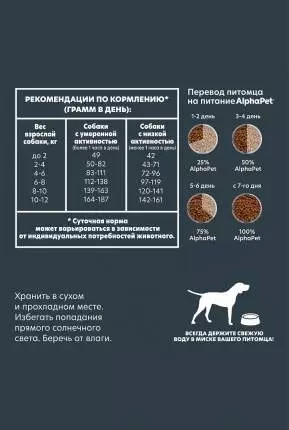 РЕКОМЕНДАЦИИ ПО КОРМЛЕНИЮ*
(ГРАММ В ДЕНЬ):
Вес взрослой собаки, кг
Собаки с умеренной активностью (более 1 часа в день)
Собаки с низкой активностью (менее 1 часа в день)
до 2 49 42
2-4 50-82 43-71
4-6 83-111 72-96
6-8 112-138 97-119
8-10 139-163 120-141
10-12 164-187 142-161
* Суточная норма
может варьироваться в зависимости
от индивидуальных потребностей животного.
Перевод питомца
на питание AlphaPet
1-2 день 3-4 день
25% AlphaPet 50% AlphaPet
5-6 день с 7-го дня
75% AlphaPet 100% AlphaPet
Хранить в сухом
и прохладном месте.
Избегать попадания
прямого солнечного
света. Беречь от влаги.
ВСЕГДА ДЕРЖИТЕ СВЕЖУЮ
ВОДУ В МИСКЕ ВАШЕГО ПИТОМЦА!